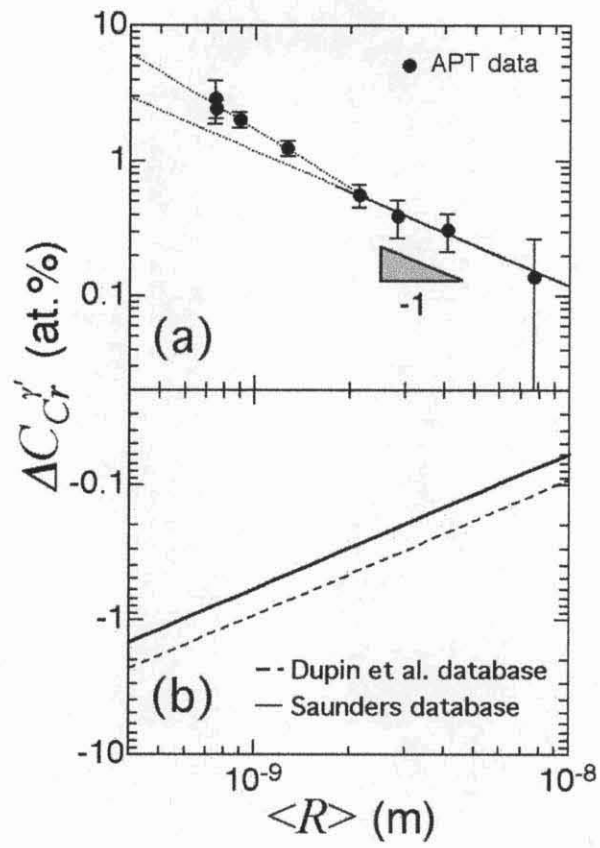 10
● APT data
1
0.1
-1
(a)
ΔC_Cr^γ' (at.%)
-0.1
-1
-- Dupin et al. database
— Saunders database
(b)
-10
10⁻⁹
10⁻⁸
<R> (m)